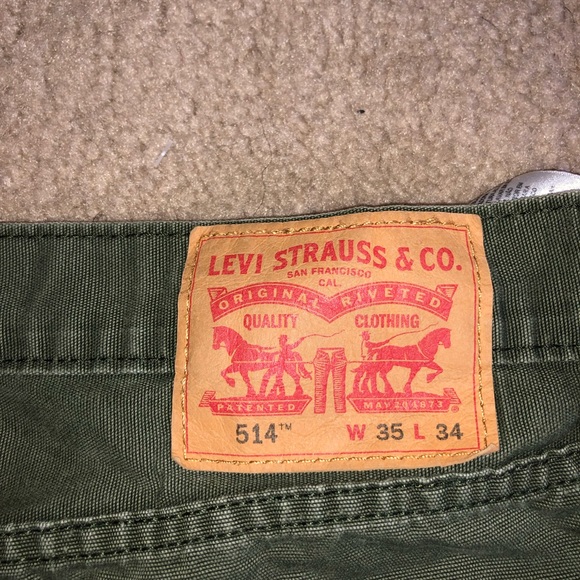 LEVI STRAUSS & CO.
SAN FRANCISCO
CAL.
ORIGINAL RIVETED
QUALITY CLOTHING
PATENTED MAY 20 1873
514™ W 35 L 34